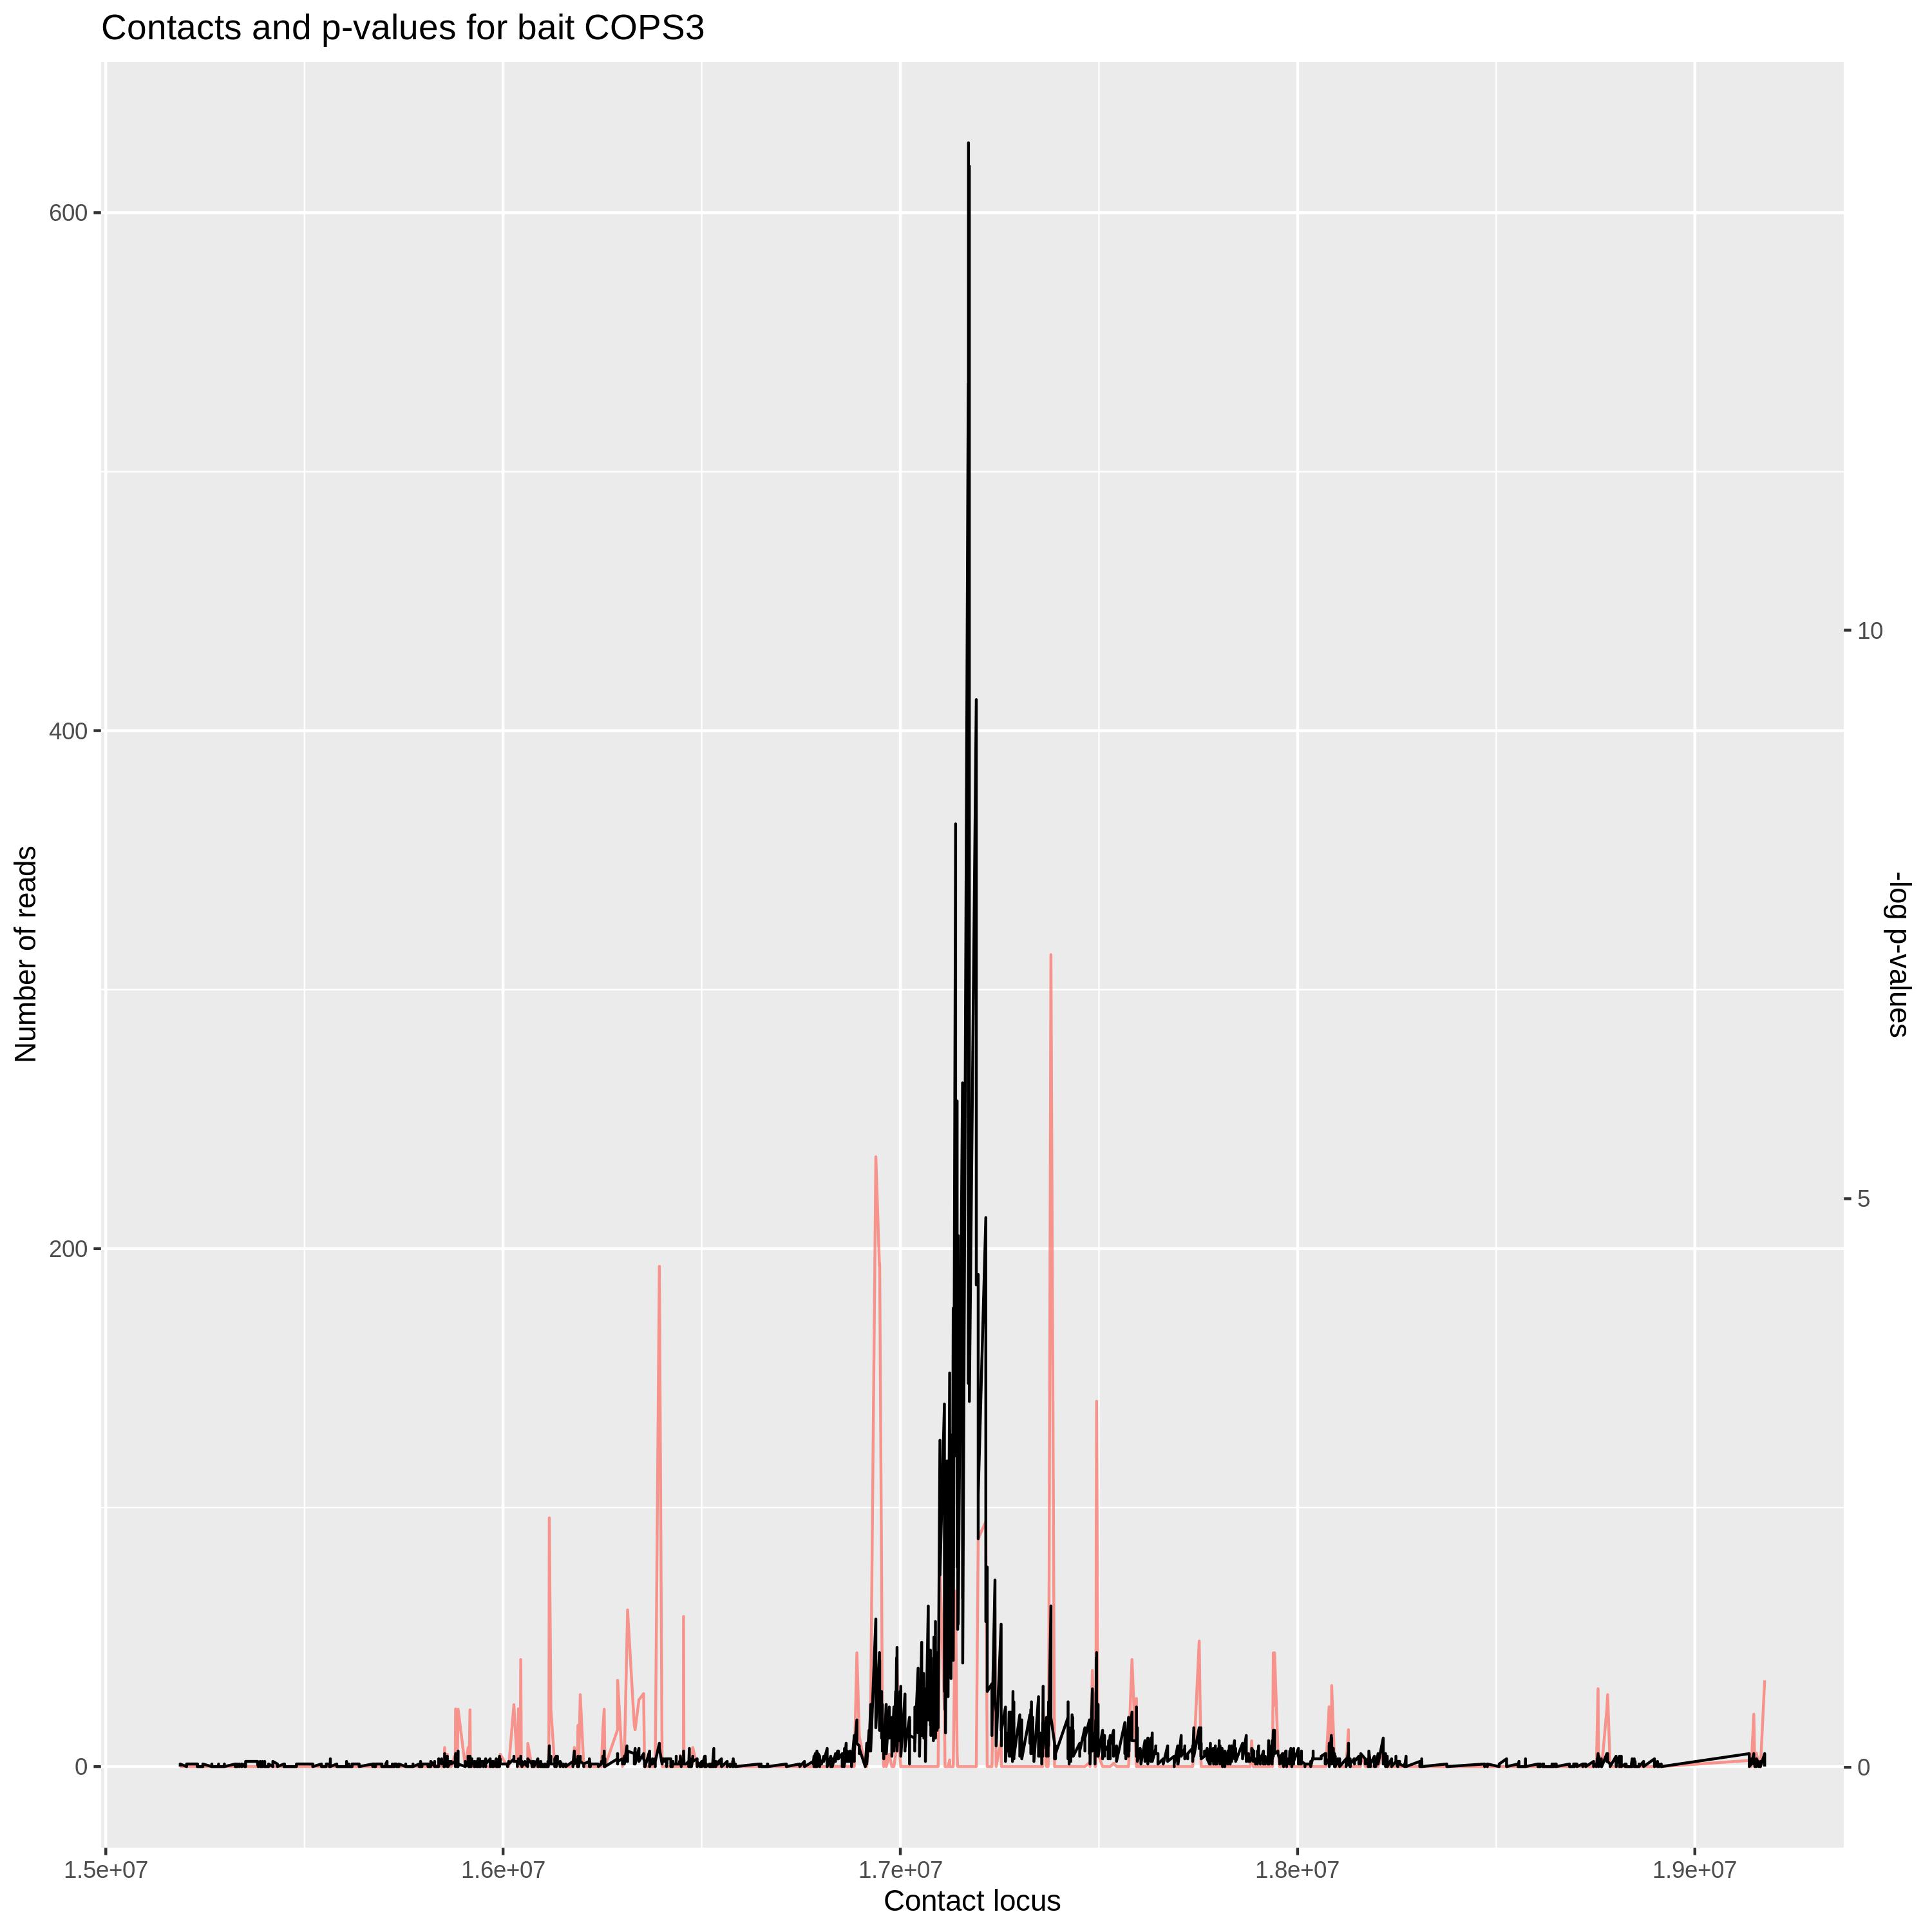 Contacts and p-values for bait COPS3
600
400
200
0
Number of reads
10
5
0
-log p-values
1.5e+07
1.6e+07
1.7e+07
1.8e+07
1.9e+07
Contact locus